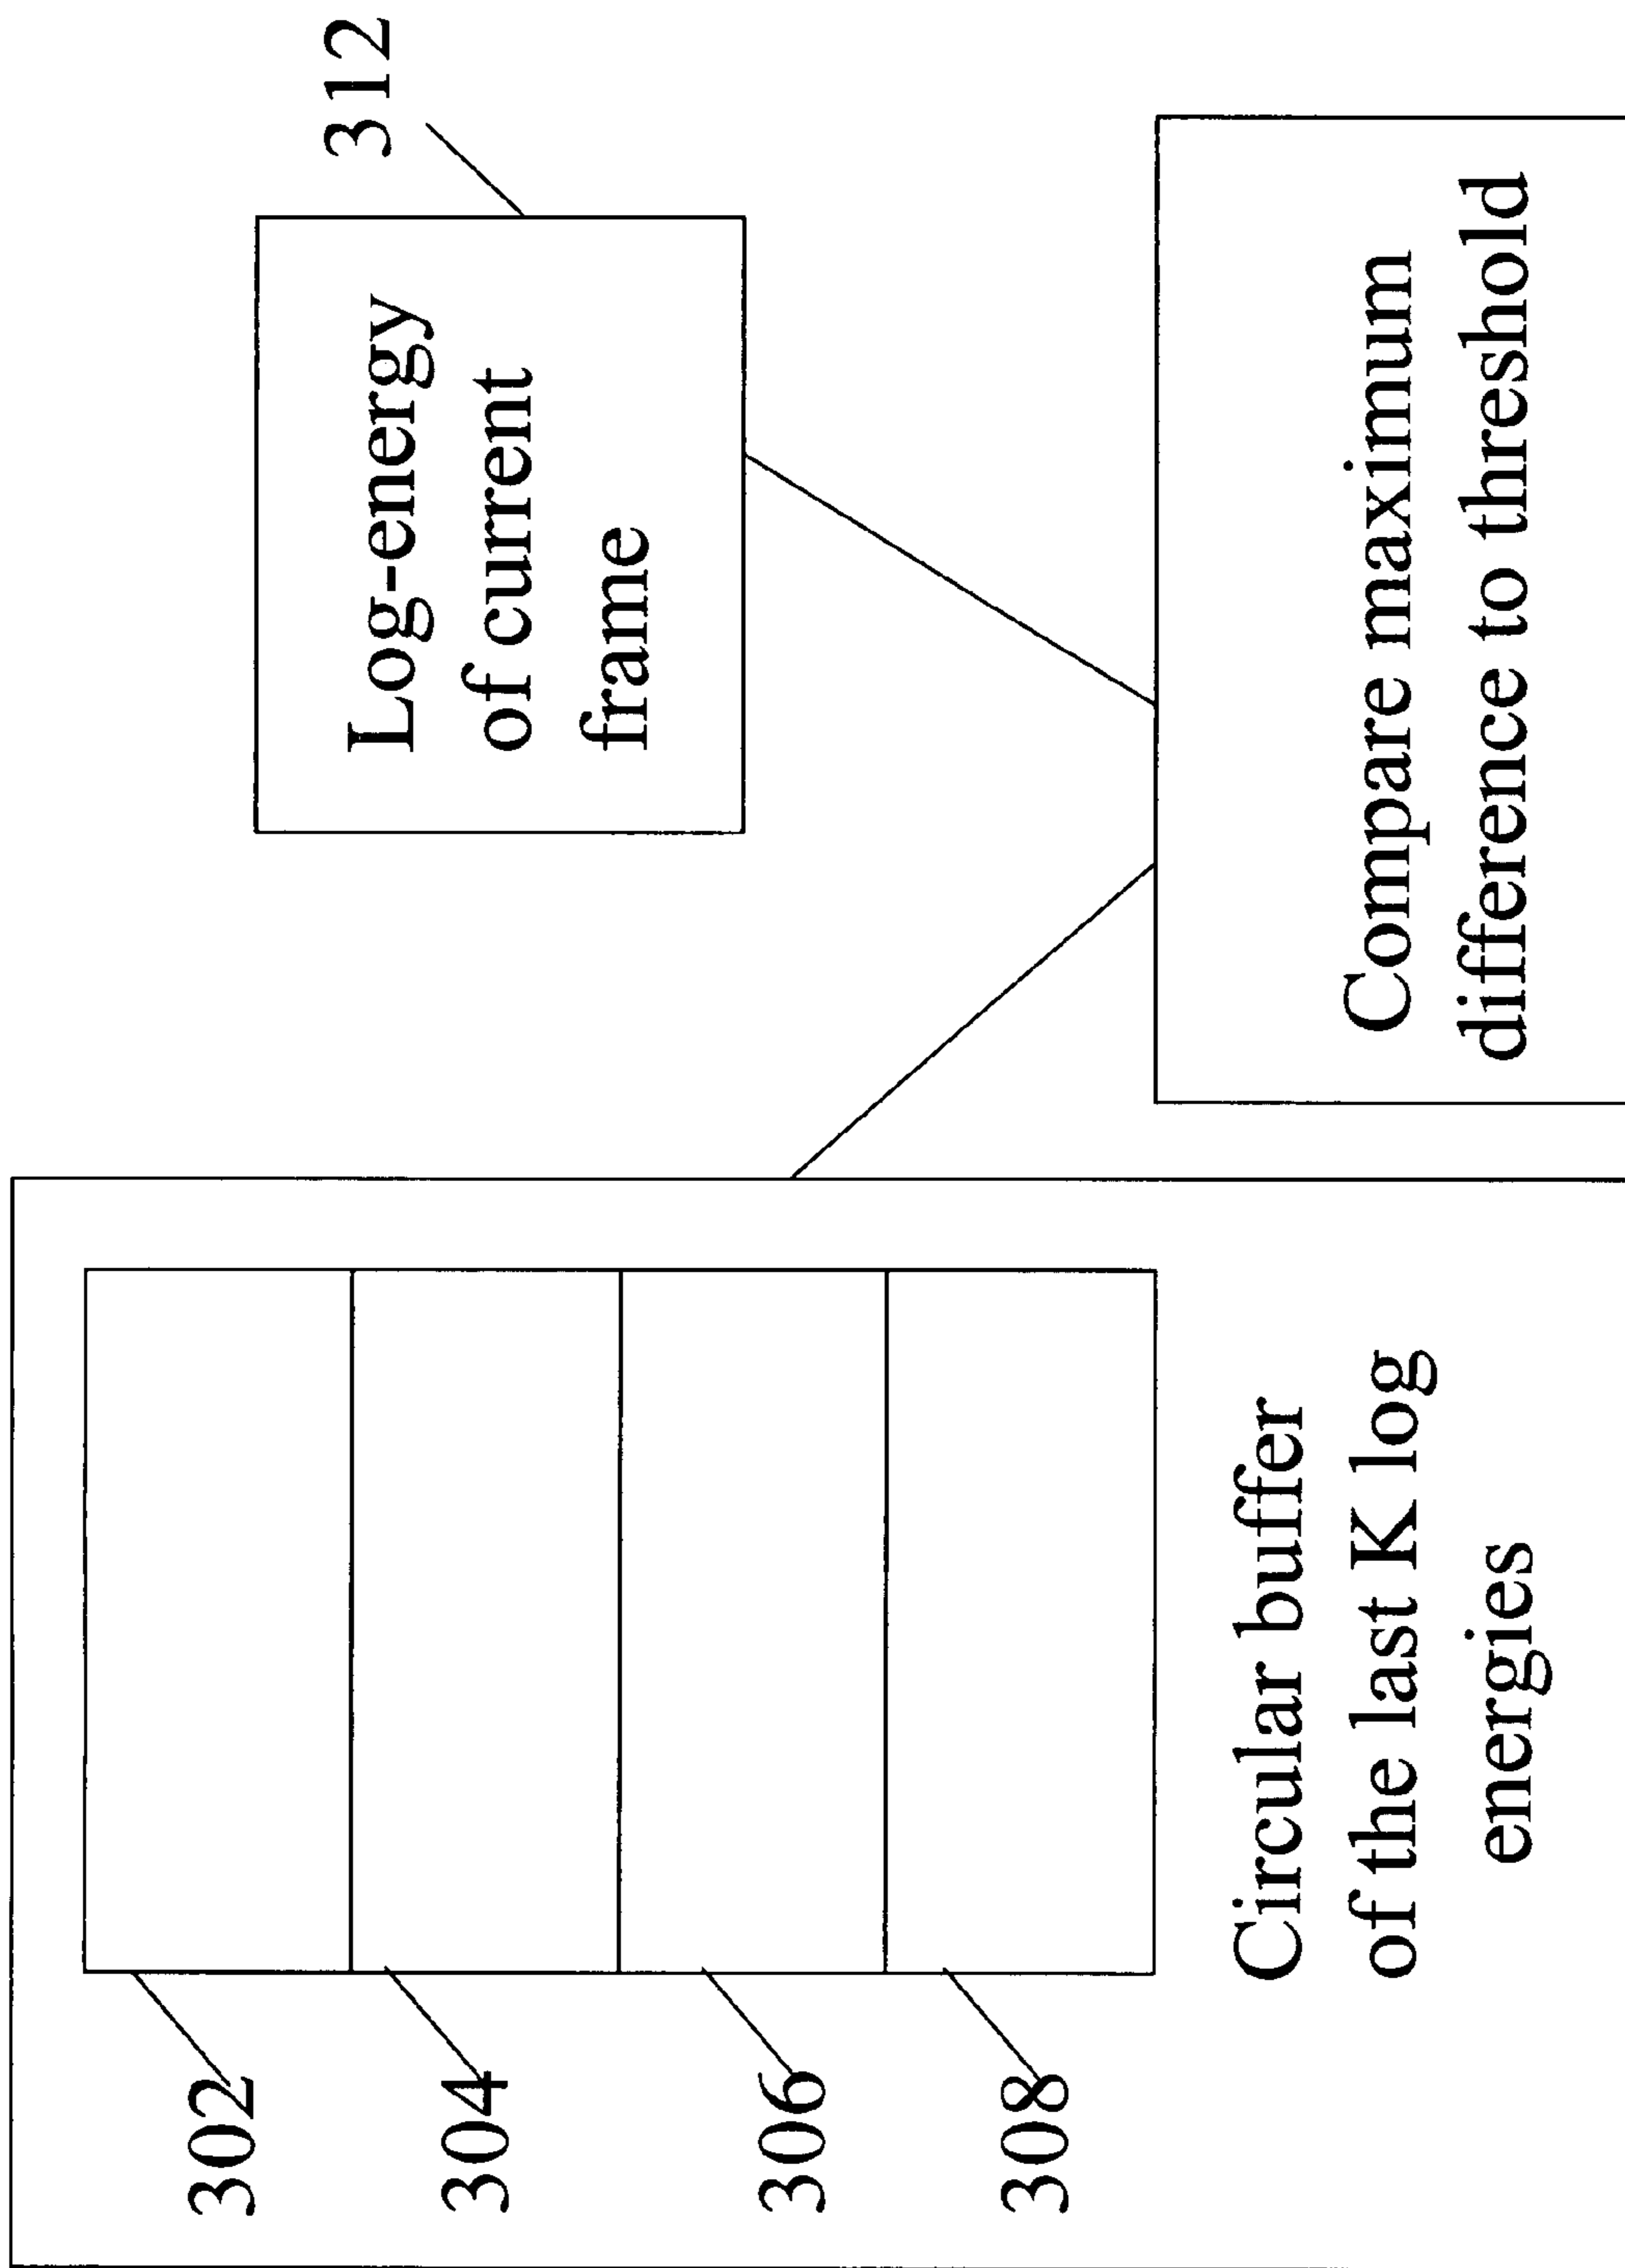 302
304
306
308
Circular buffer
of the last K log
energies
312
Log-energy
of current
frame
Compare maximum
difference to threshold